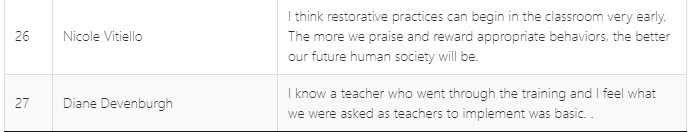 I think restorative practices can begin in the classroom very early.
26 Nicole Vitiello The more we praise and reward appropriate behaviors, the better
our future human society will be.
27 Diane Devenburgh I know a teacher who went through the training and I feel what
we were asked as teachers to implement was basic. .